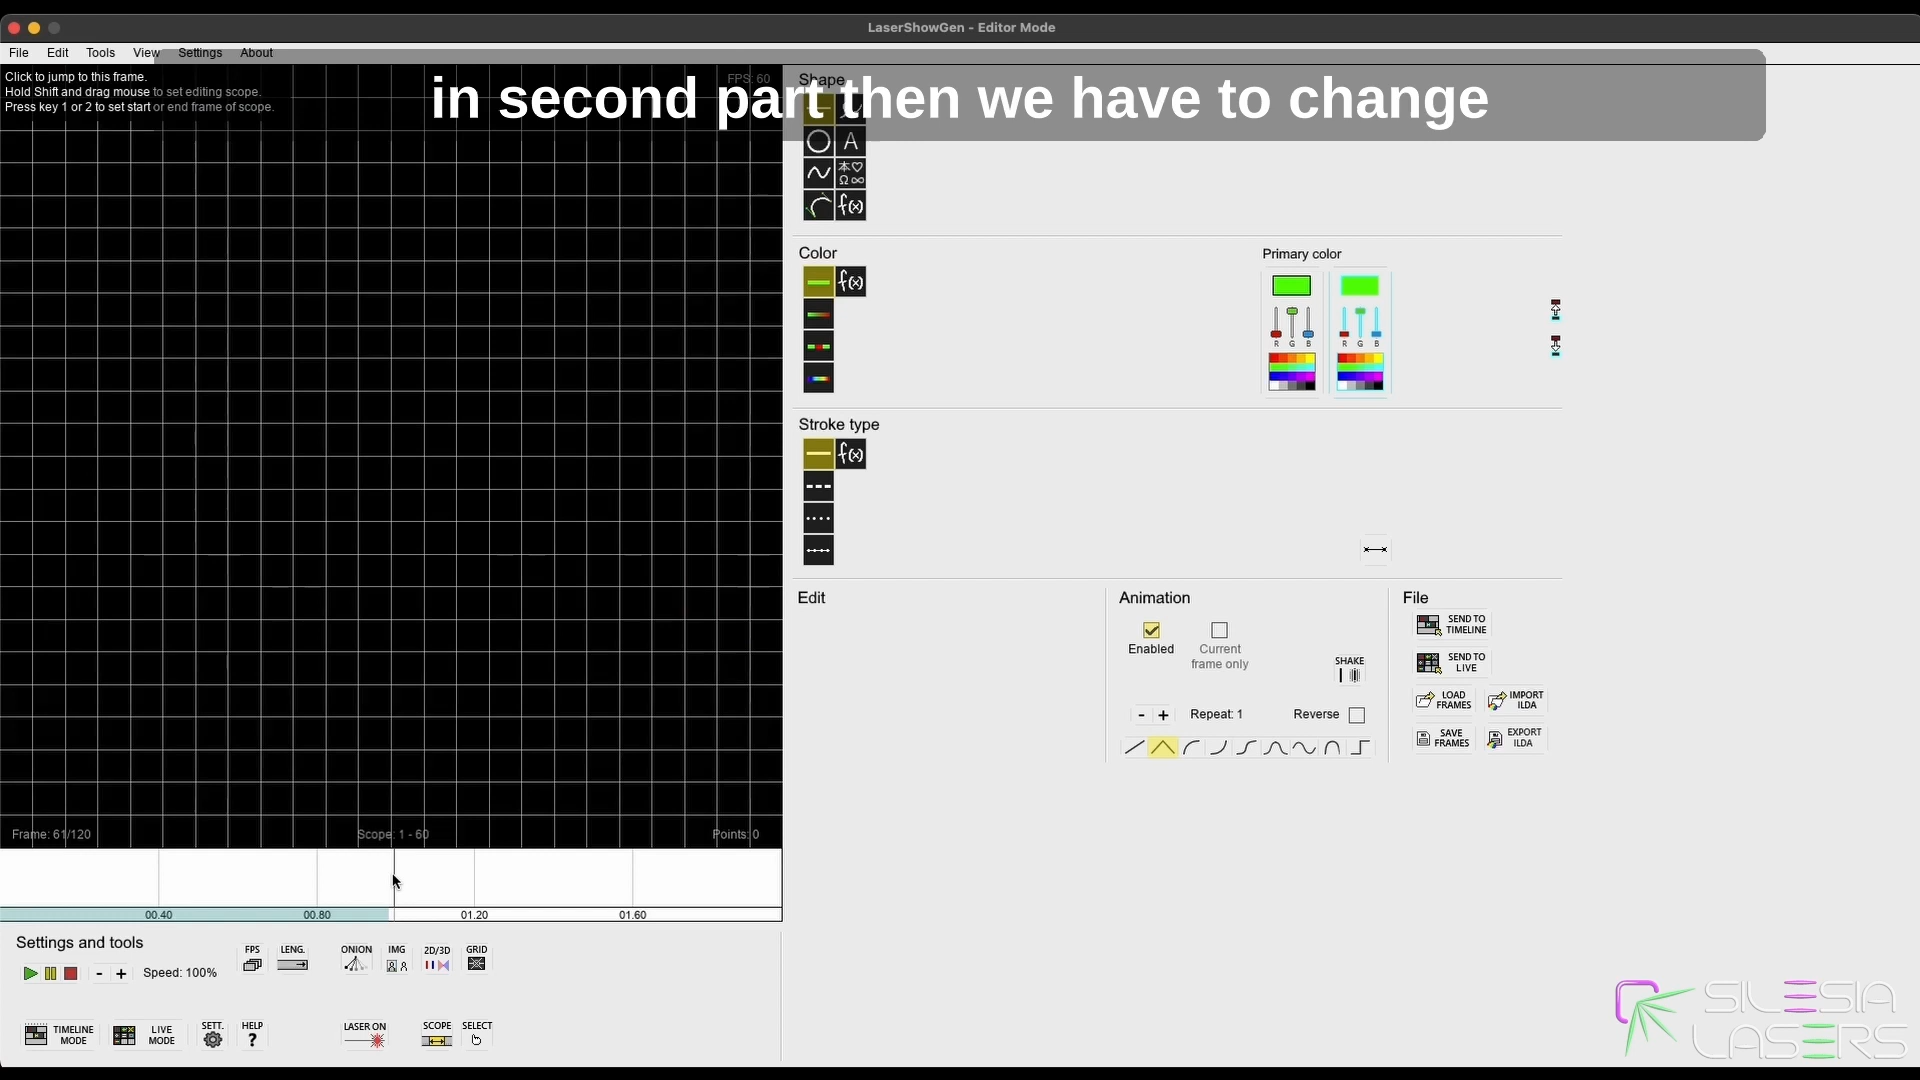 LaserShowGen - Editor Mode
File Edit Tools View Settings About
Click to jump to this frame.
Hold Shift and drag mouse to set editing scope.
Press key 1 or 2 to set start or end frame of scope.
FPS: 60
in second part then we have to change
Shape
A
本♡
Ω∞
f(x)
Color
f(x)
Primary color
R G B
R G B
Stroke type
f(x)
Edit
Animation
Enabled
Current
frame only
SHAKE
- + Repeat: 1 Reverse
File
SEND TO
TIMELINE
SEND TO
LIVE
LOAD
FRAMES
IMPORT
ILDA
SAVE
FRAMES
EXPORT
ILDA
Frame: 61/120 Scope: 1 - 60 Points: 0
00.40 00.80 01.20 01.60
Settings and tools
- + Speed: 100%
FPS LENG. ONION IMG 2D/3D GRID
TIMELINE
MODE
LIVE
MODE
SETT. HELP
?
LASER ON SCOPE SELECT
SILESIA
LASERS